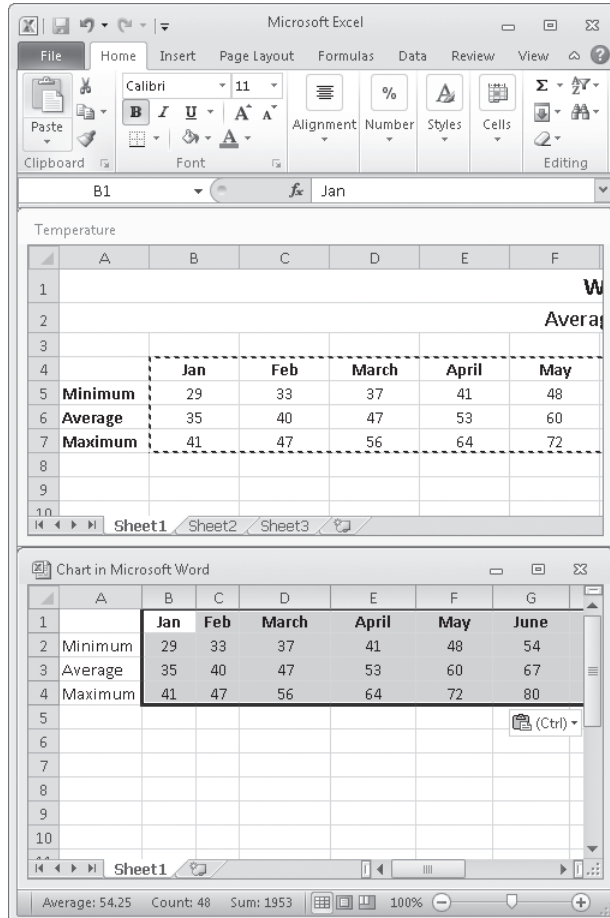 Microsoft Excel
File Home Insert Page Layout Formulas Data Review View
Paste
Calibri 11
B I U A A
A
% A
Alignment Number Styles Cells
Σ A Z
Clipboard Font Editing
B1 fx Jan
Temperature
A B C D E F
1 W
2 Averag
3
4 Jan Feb March April May
5 Minimum 29 33 37 41 48
6 Average 35 40 47 53 60
7 Maximum 41 47 56 64 72
8
9
10
Sheet1 Sheet2 Sheet3
Chart in Microsoft Word
A B C D E F G
1 Jan Feb March April May June
2 Minimum 29 33 37 41 48 54
3 Average 35 40 47 53 60 67
4 Maximum 41 47 56 64 72 80
5 (Ctrl)
6
7
8
9
10
Sheet1
Average: 54.25 Count: 48 Sum: 1953 100%